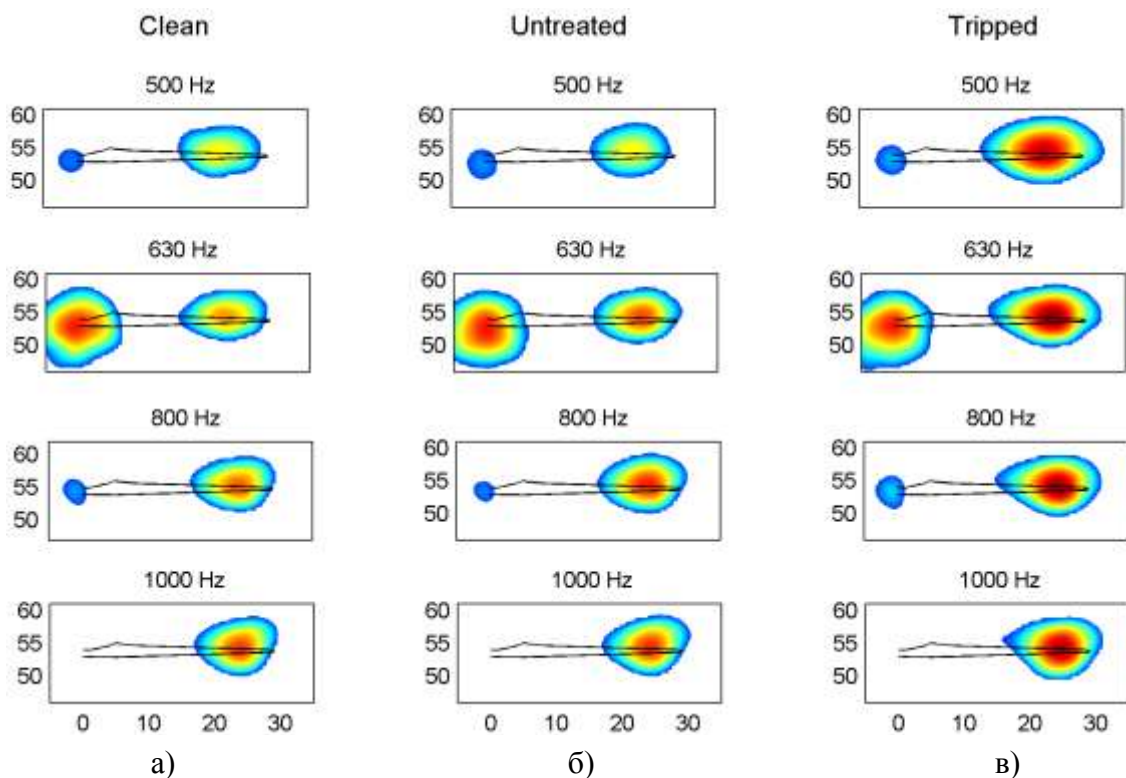 Clean Untreated Tripped
500 Hz 500 Hz 500 Hz
60 60 60
55 55 55
50 50 50
630 Hz 630 Hz 630 Hz
60 60 60
55 55 55
50 50 50
800 Hz 800 Hz 800 Hz
60 60 60
55 55 55
50 50 50
1000 Hz 1000 Hz 1000 Hz
60 60 60
55 55 55
50 50 50
0 10 20 30 0 10 20 30 0 10 20 30
а) б) в)